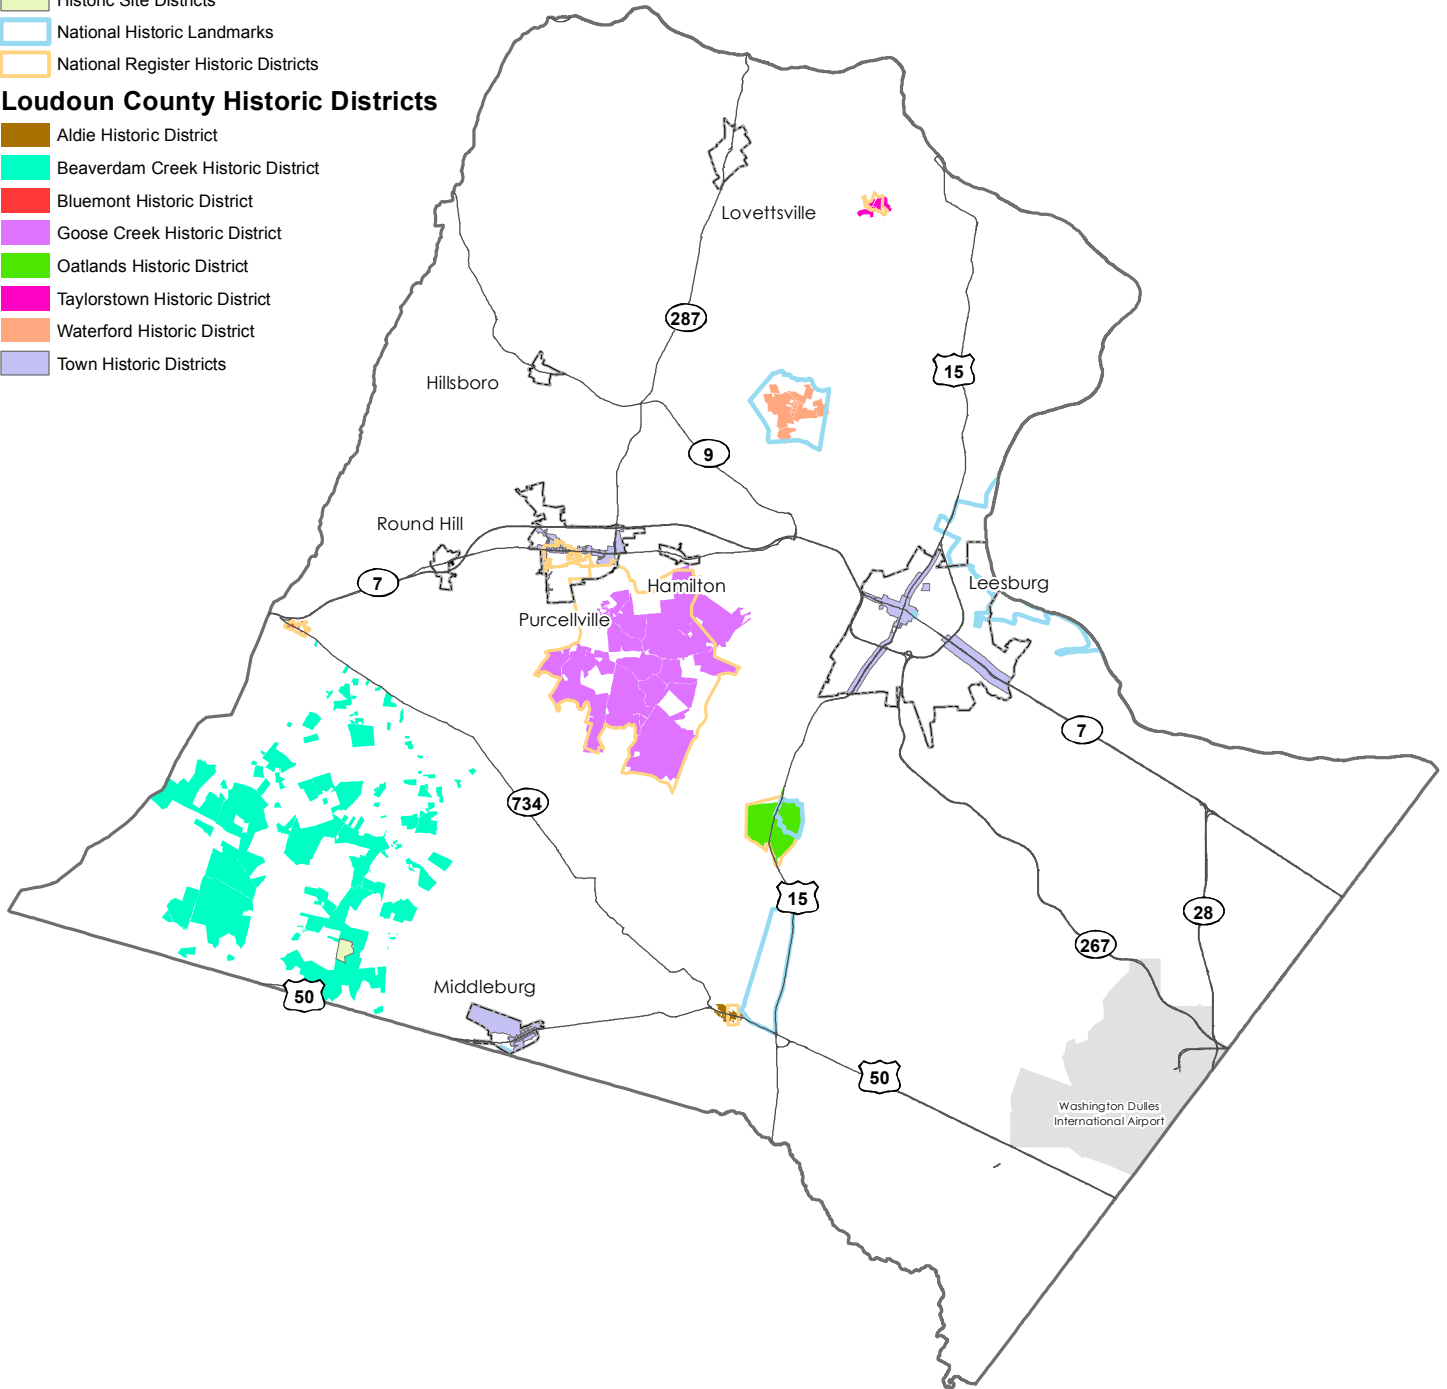 Historic Site Districts
National Historic Landmarks
National Register Historic Districts
Loudoun County Historic Districts
Aldie Historic District
Beaverdam Creek Historic District
Bluemont Historic District
Goose Creek Historic District
Oatlands Historic District
Taylorstown Historic District
Waterford Historic District
Town Historic Districts
Lovettsville
287
15
Hillsboro
9
Round Hill
7
Hamilton
Leesburg
Purcellville
7
734
15
28
267
50
Middleburg
50
Washington Dulles
International Airport